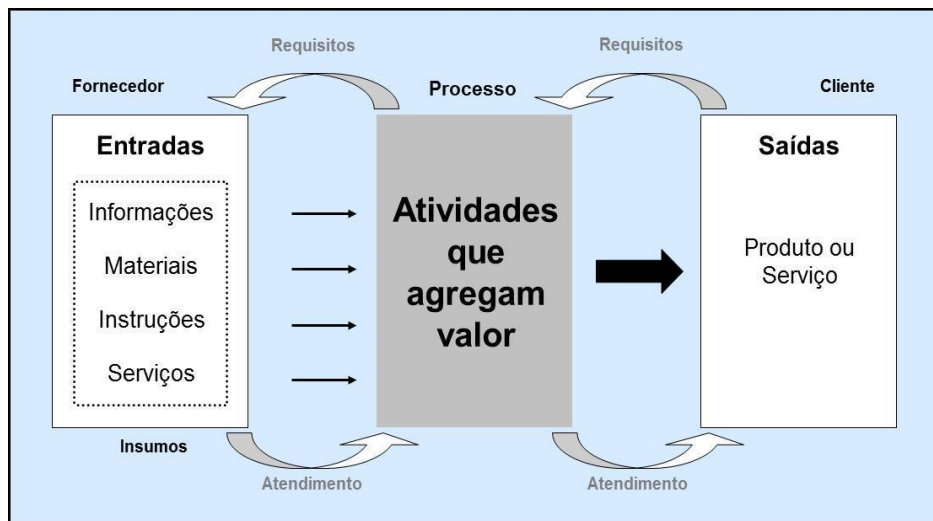 Requisitos
Requisitos
Fornecedor
Processo
Cliente
Entradas
Informações
Materiais
Instruções
Serviços
Insumos
Atividades
que
agregam
valor
Saídas
Produto ou
Serviço
Atendimento
Atendimento